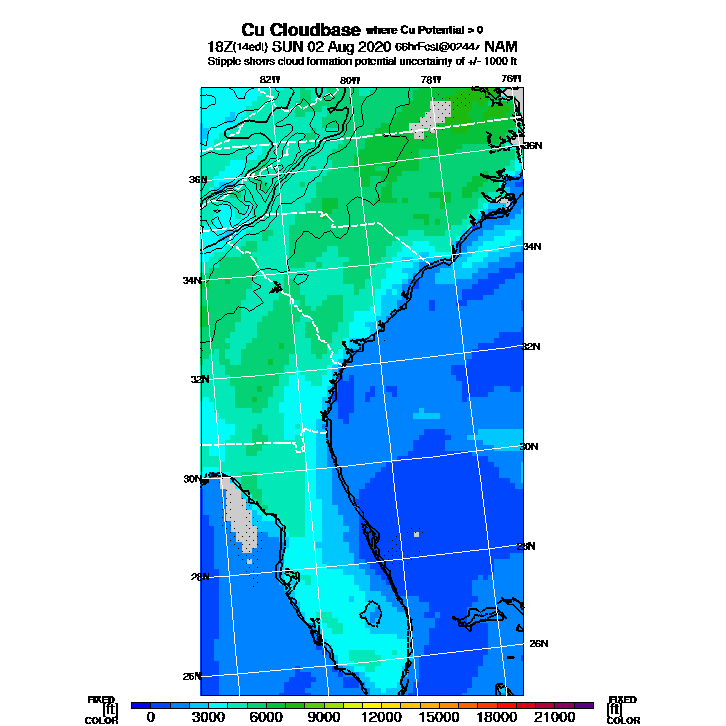 Cu Cloudbase where Cu Potential > 0
18Z(14edt) SUN 02 Aug 2020 66hrFcst@0244z NAM
Stipple shows cloud formation potential uncertainty of +/- 1000 ft
82W 80W 78W 76W
36N
36N
34N
34N
32N
32N
30N
30N
28N
28N
26N
26N
FIXED FIXED
[ft] [ft]
COLOR COLOR
0 3000 6000 9000 12000 15000 18000 21000